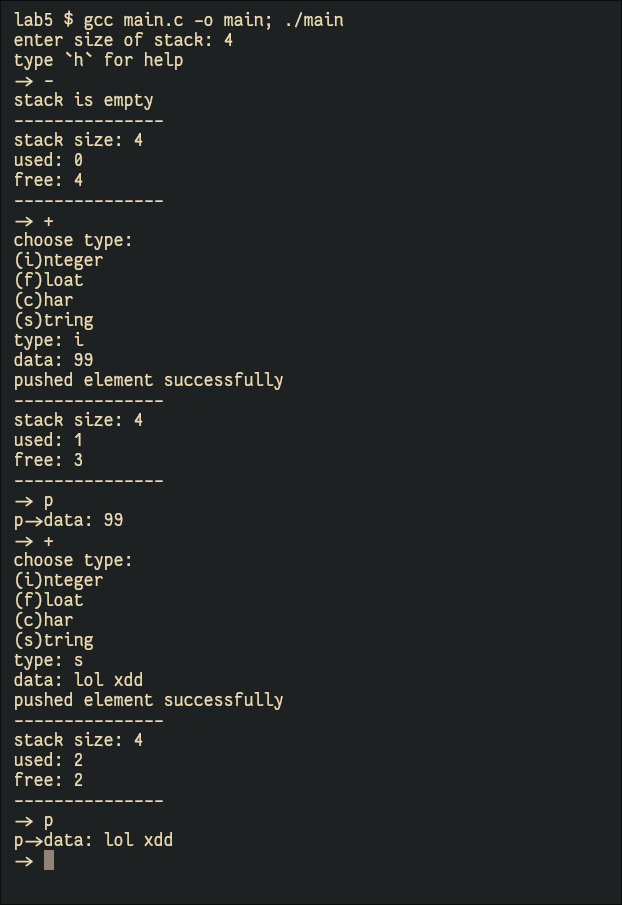 lab5 $ gcc main.c -o main; ./main
enter size of stack: 4
type `h` for help
-> -
stack is empty
---------------
stack size: 4
used: 0
free: 4
---------------
-> +
choose type:
(i)nteger
(f)loat
(c)har
(s)tring
type: i
data: 99
pushed element successfully
---------------
stack size: 4
used: 1
free: 3
---------------
-> p
p->data: 99
-> +
choose type:
(i)nteger
(f)loat
(c)har
(s)tring
type: s
data: lol xdd
pushed element successfully
---------------
stack size: 4
used: 2
free: 2
---------------
-> p
p->data: lol xdd
->